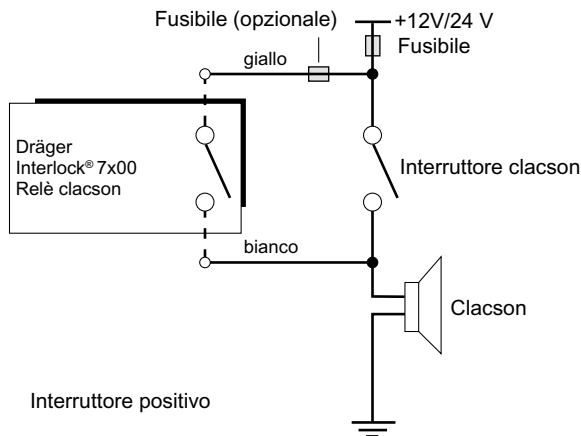 Fusibile (opzionale)
+12V/24 V
Fusibile
giallo
Dräger
Interlock® 7x00
Relè clacson
Interruttore clacson
bianco
Clacson
Interruttore positivo